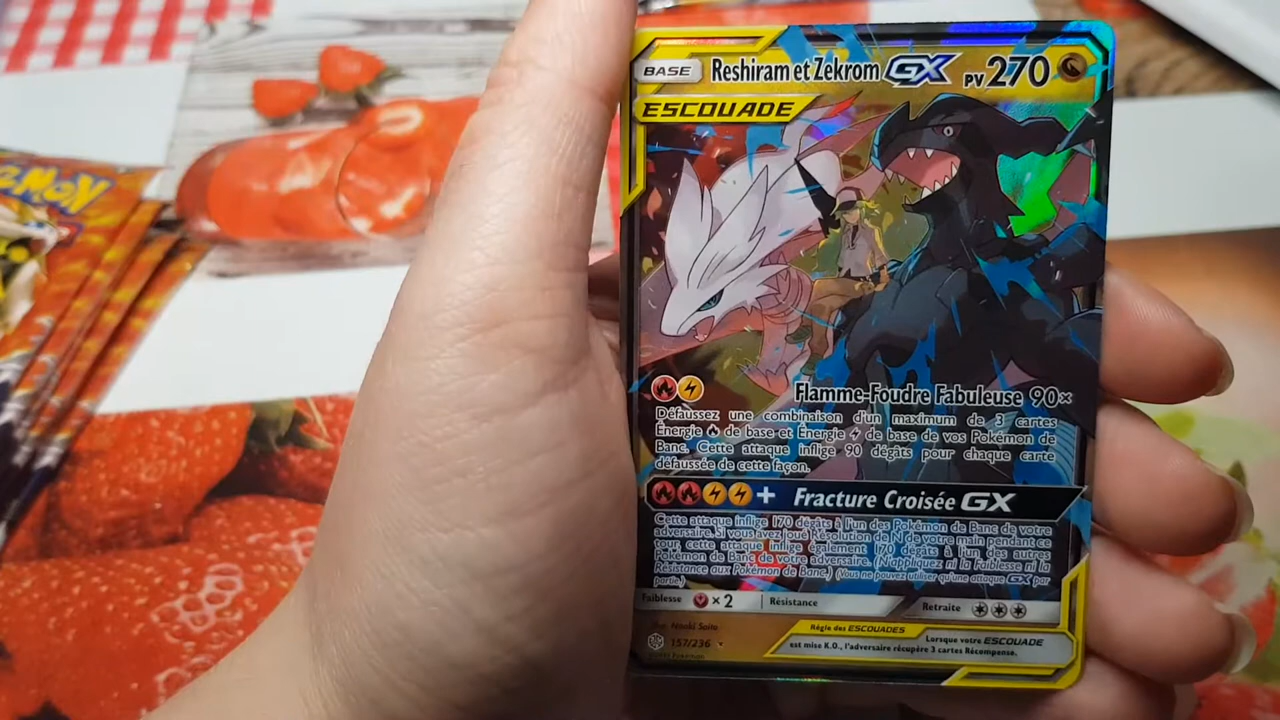 BASE Reshiram et Zekrom GX PV 270
ESCOUADE
Flamme-Foudre Fabuleuse 90×
Défaussez une combinaison d'un maximum de 3 cartes
Énergie de base et Énergie de base de vos Pokémon de
Banc. Cette attaque inflige 90 dégâts pour chaque carte
défaussée de cette façon.
+ Fracture Croisée GX
Cette attaque inflige 170 dégâts à l'un des Pokémon de Banc de votre
adversaire. Si vous avez joué Résolution de N de votre main pendant ce
tour, cette attaque inflige également 170 dégâts à l'un des autres
Pokémon de Banc de votre adversaire. (N'appliquez ni la Faiblesse ni la
Résistance aux Pokémon de Banc.) (Vous ne pouvez utiliser qu'une attaque GX par
partie.)
Faiblesse ×2 Résistance Retraite
Naoki Saito
157/236
Règle des ESCOUADES
Lorsque votre ESCOUADE
est mise K.O., l'adversaire récupère 3 cartes Récompense.